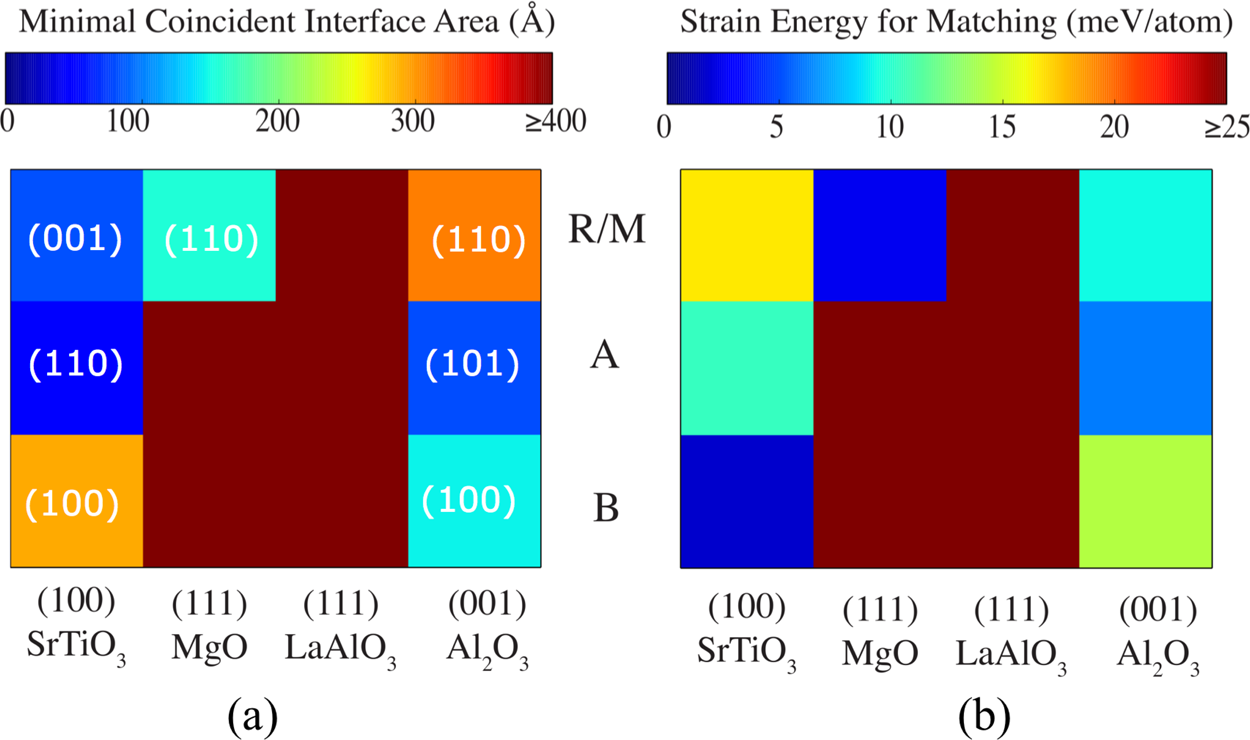 Minimal Coincident Interface Area (Å)
0 100 200 300 ≥400
(001) (110) (110)
(110) (101)
(100) (100)
(100) (111) (111) (001)
SrTiO₃ MgO LaAlO₃ Al₂O₃
(a)
R/M
A
B
Strain Energy for Matching (meV/atom)
0 5 10 15 20 ≥25
(100) (111) (111) (001)
SrTiO₃ MgO LaAlO₃ Al₂O₃
(b)